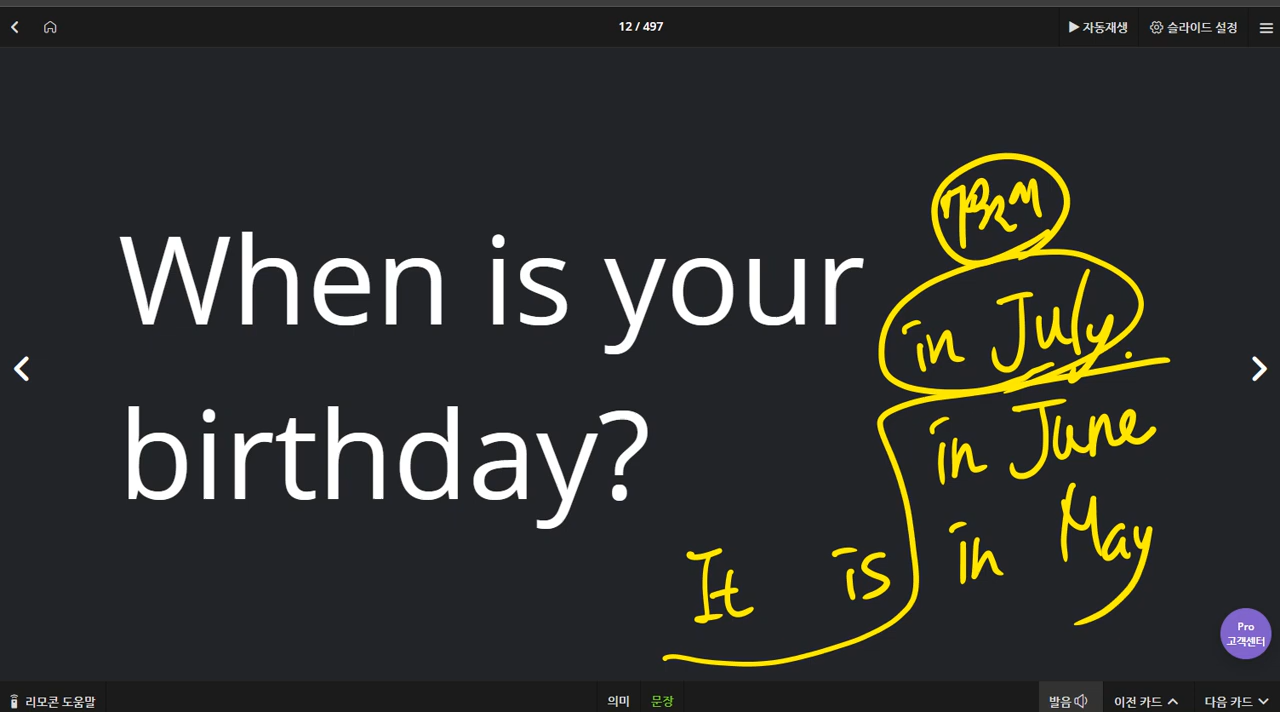 12 / 497
자동재생
슬라이드 설정
When is your
birthday?
in July.
in June
in May
It is
Pro
고객센터
리모콘 도움말
의미
문장
발음
이전 카드
다음 카드